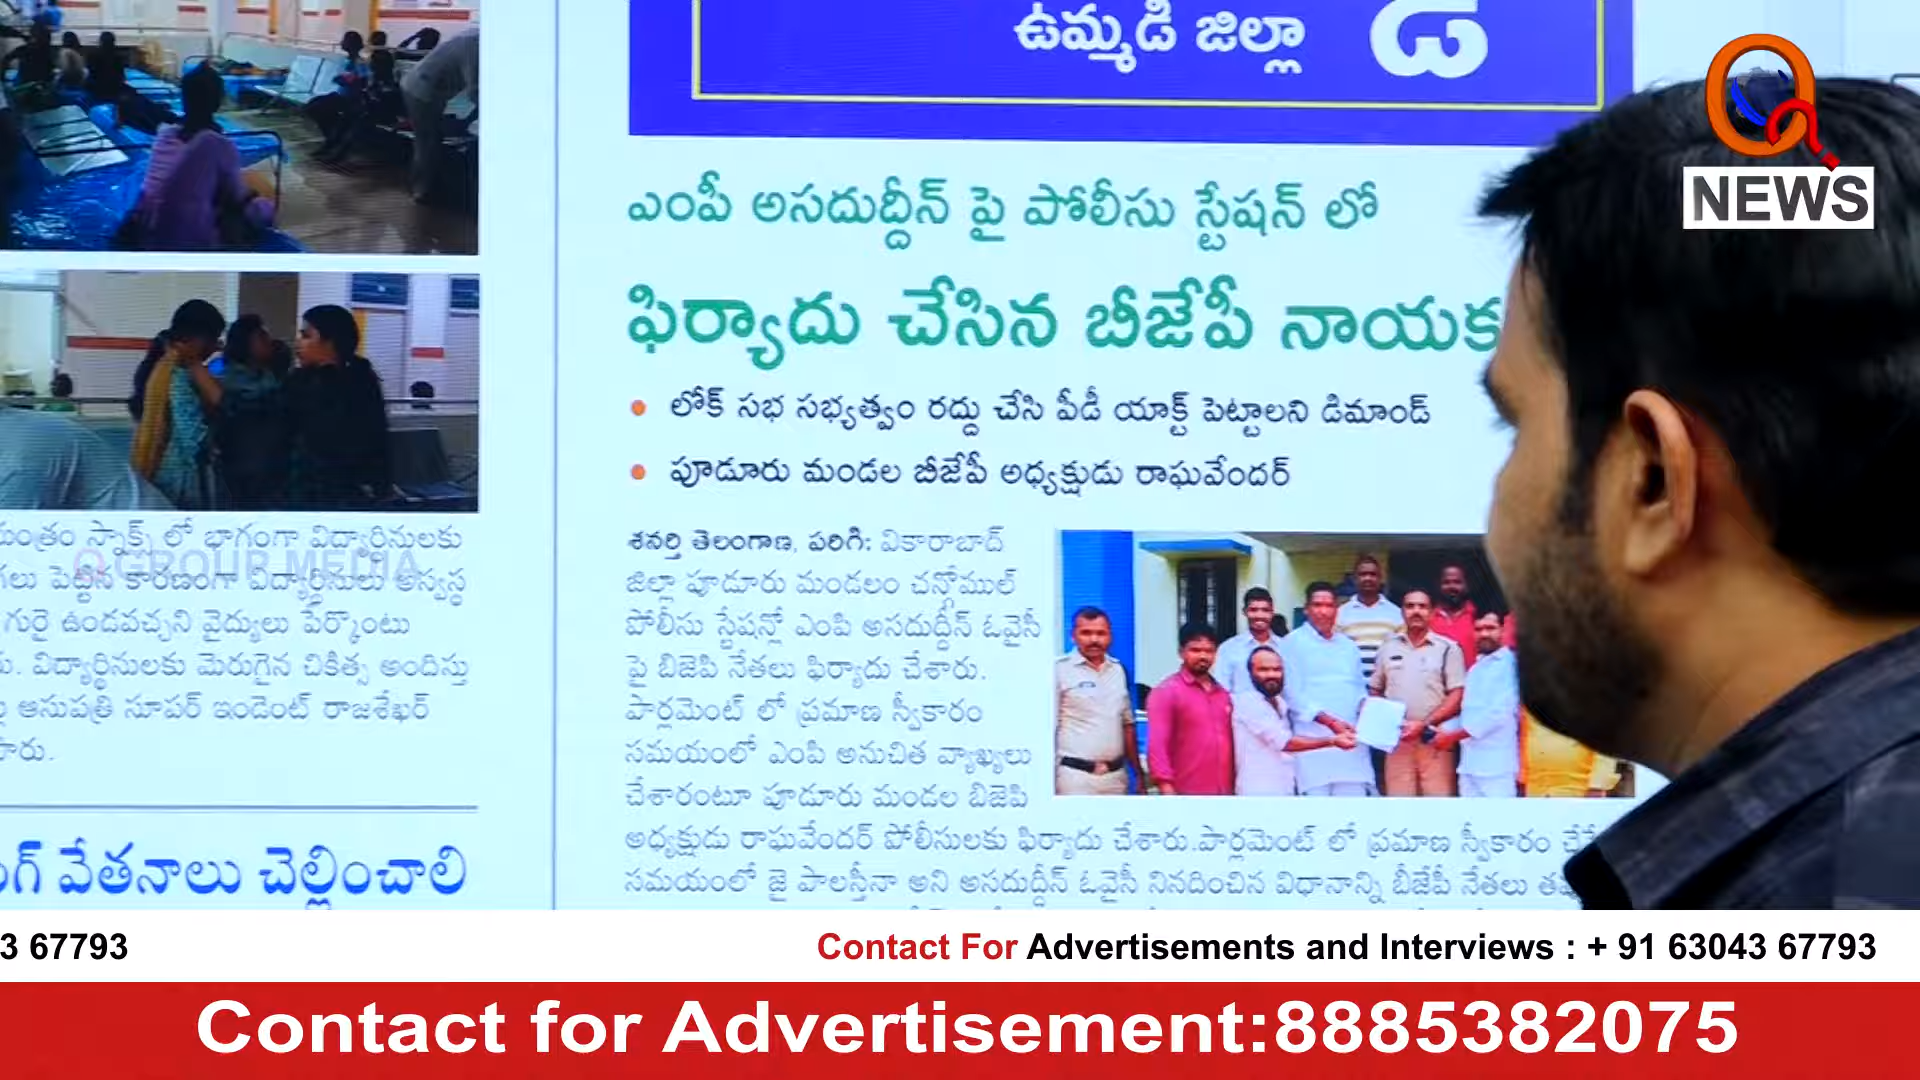 ఉమ్మడి జిల్లా డ
NEWS
ఎంపీ అసదుద్దీన్ పై పోలీసు స్టేషన్ లో
ఫిర్యాదు చేసిన బీజేపీ నాయక
• లోక్ సభ సభ్యత్వం రద్దు చేసి పీడీ యాక్ట్ పెట్టాలని డిమాండ్
• పూడూరు మండల బీజేపీ అధ్యక్షుడు రాఘవేందర్
శనర్తి తెలంగాణ, పరిగి: వికారాబాద్
జిల్లా పూడూరు మండలం చన్గోముల్
పోలీసు స్టేషన్లో ఎంపి అసదుద్దీన్ ఓవైసీ
పై బిజెపి నేతలు ఫిర్యాదు చేశారు.
పార్లమెంట్ లో ప్రమాణ స్వీకారం
సమయంలో ఎంపి అనుచిత వ్యాఖ్యలు
చేశారంటూ పూడూరు మండల బిజెపి
అధ్యక్షుడు రాఘవేందర్ పోలీసులకు ఫిర్యాదు చేశారు.పార్లమెంట్ లో ప్రమాణ స్వీకారం
సమయంలో జై పాలస్తీనా అని అసదుద్దీన్ ఓవైసీ నినదించిన విధానాన్ని బీజేపీ నేతలు
స్నాక్స్ లో భాగంగా విద్యార్థినులకు
Q GROUP MEDIA
పెట్టిన కారణంగా విద్యార్థినులు అస్వస్థ
గురై ఉండవచ్చని వైద్యులు పేర్కొంటు
విద్యార్థినులకు మెరుగైన చికిత్స అందిస్తు
ఆసుపత్రి సూపర్ ఇండెంట్ రాజశేఖర్
వేతనాలు చెల్లించాలి
3 67793
Contact For Advertisements and Interviews : + 91 63043 67793
Contact for Advertisement:8885382075